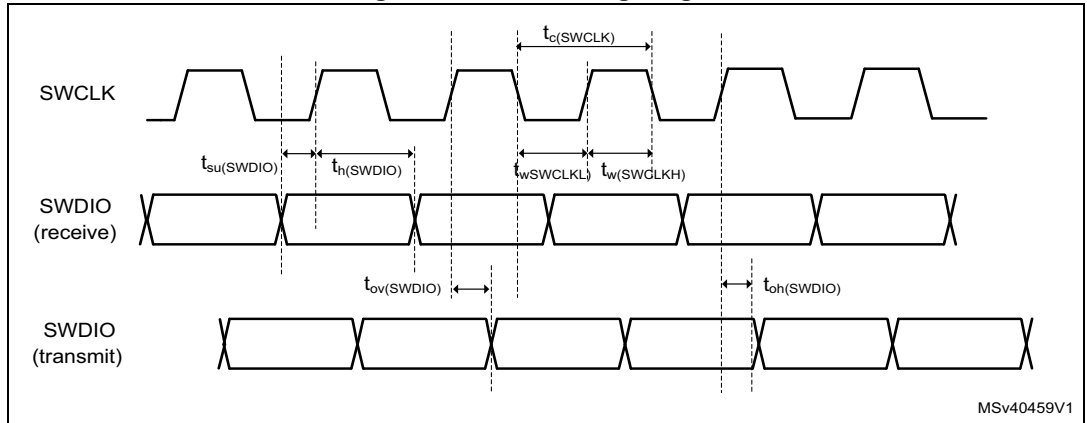 tc(SWCLK)
SWCLK
tsu(SWDIO) th(SWDIO) twSWCLKL) tw(SWCLKH)
SWDIO
(receive)
tov(SWDIO) toh(SWDIO)
SWDIO
(transmit)
MSv40459V1